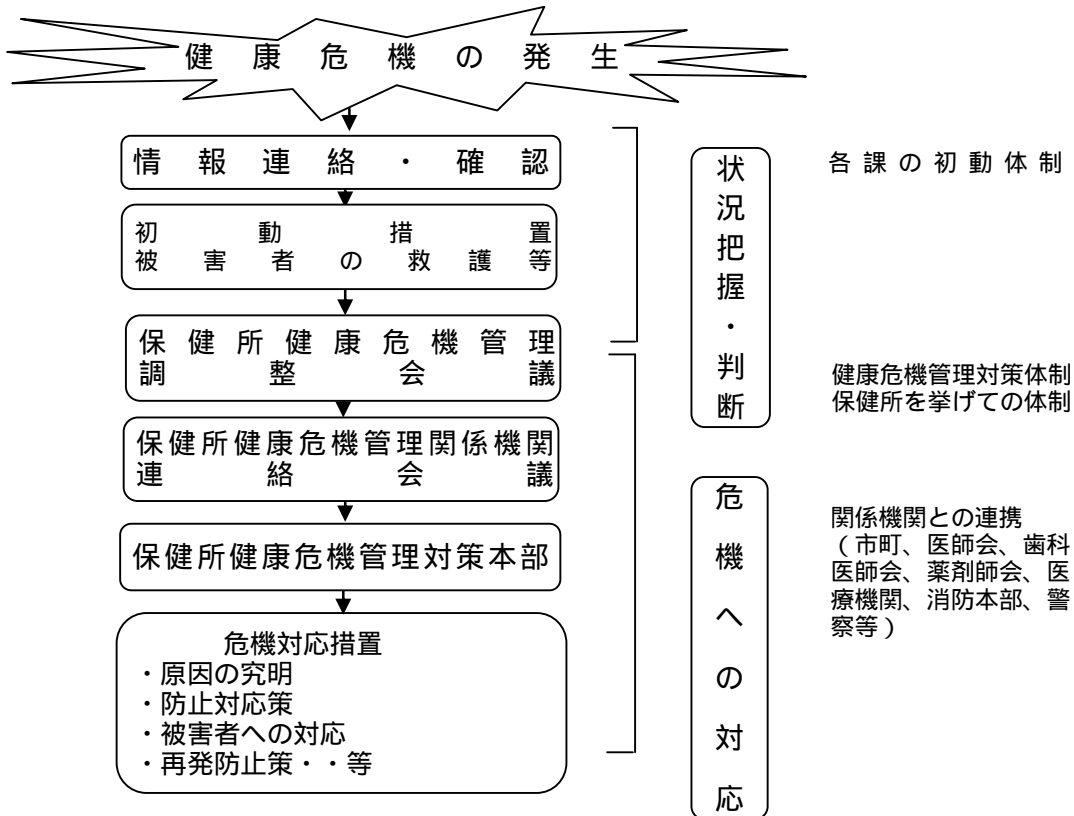 健康危機の発生
情報連絡・確認
初動措置
被害者の救護等
保健所健康危機管理
調整会議
保健所健康危機管理関係機関
連絡会議
保健所健康危機管理対策本部
危機対応措置
・原因の究明
・防止対応策
・被害者への対応
・再発防止策・・等
状況把握・判断
危機への対応
各課の初動体制
健康危機管理対策体制
保健所を挙げての体制
関係機関との連携
（市町、医師会、歯科
医師会、薬剤師会、医
療機関、消防本部、警
察等）